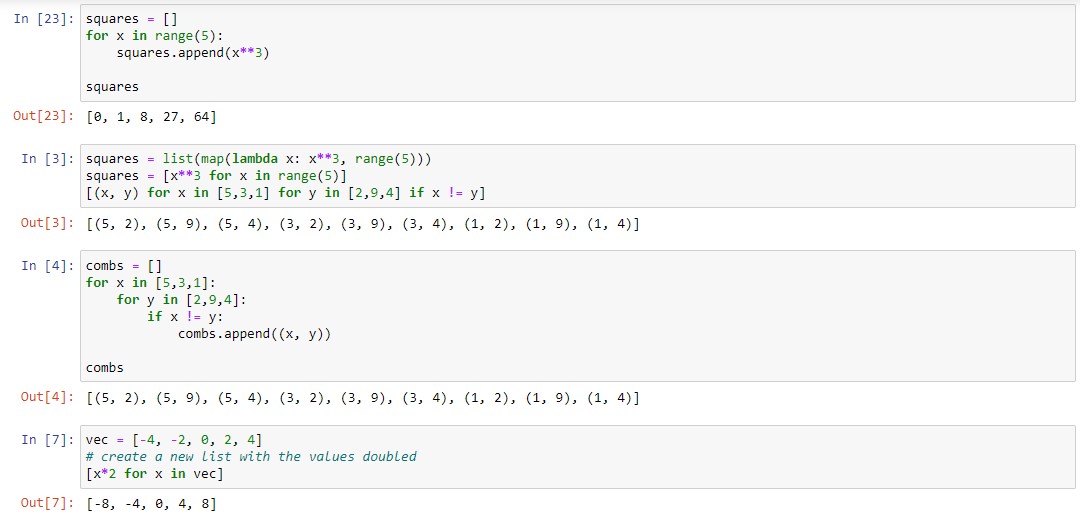 In [23]: squares = []
for x in range(5):
    squares.append(x**3)
squares
Out[23]: [0, 1, 8, 27, 64]
In [3]: squares = list(map(lambda x: x**3, range(5)))
squares = [x**3 for x in range(5)]
[(x, y) for x in [5,3,1] for y in [2,9,4] if x != y]
Out[3]: [(5, 2), (5, 9), (5, 4), (3, 2), (3, 9), (3, 4), (1, 2), (1, 9), (1, 4)]
In [4]: combs = []
for x in [5,3,1]:
    for y in [2,9,4]:
        if x != y:
            combs.append((x, y))
combs
Out[4]: [(5, 2), (5, 9), (5, 4), (3, 2), (3, 9), (3, 4), (1, 2), (1, 9), (1, 4)]
In [7]: vec = [-4, -2, 0, 2, 4]
# create a new list with the values doubled
[x*2 for x in vec]
Out[7]: [-8, -4, 0, 4, 8]